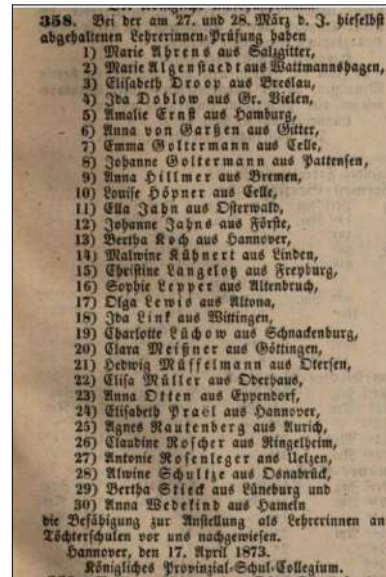 358. Bei der am 27. und 28. März d. J. hieselbst
abgehaltenen Lehrerinnen-Prüfung haben
1) Marie Ahrens aus Salzgitter,
2) Marie Algenstaedt aus Wattmannshagen,
3) Elisabeth Droop aus Breslau,
4) Ida Doblow aus Gr. Vielen,
5) Amalie Ernst aus Hamburg,
6) Anna von Garßen aus Gitter,
7) Emma Goltermann aus Celle,
8) Johanne Goltermann aus Pattensen,
9) Anna Hillmer aus Bremen,
10) Louise Höpner aus Celle,
11) Ella Jahn aus Osterwald,
12) Johanne Jahns aus Förste,
13) Bertha Koch aus Hannover,
14) Malwine Kühnert aus Linden,
15) Christine Langelotz aus Freyburg,
16) Sophie Lepper aus Altenbruch,
17) Olga Lewis aus Altona,
18) Ida Link aus Wittingen,
19) Charlotte Lüchow aus Schnackenburg,
20) Clara Meißner aus Göttingen,
21) Hedwig Müffelmann aus Otersen,
22) Elisa Müller aus Oderhaus,
23) Anna Otten aus Eppendorf,
24) Elisabeth Prael aus Hannover,
25) Agnes Rautenberg aus Aurich,
26) Claudine Roscher aus Ringelheim,
27) Antonie Rosenleger ans Uelzen,
28) Alwine Schultze aus Osnabrück,
29) Bertha Stieck aus Lüneburg und
30) Anna Wedekind aus Hameln
die Befähigung zur Anstellung als Lehrerinnen an
Töchterschulen vor uns nachgewiesen.
Hannover, den 17. April 1873.
Königliches Provinzial-Schul-Collegium.